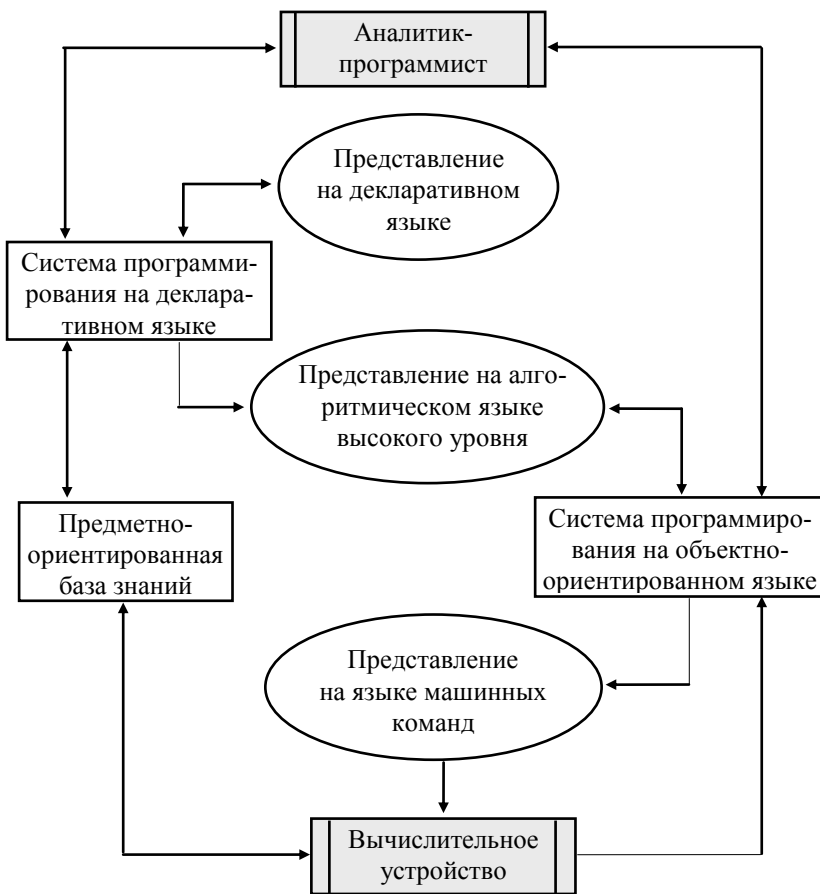 Аналитик-
программист
Представление
на декларативном
языке
Система программи-
рования на деклара-
тивном языке
Представление на алго-
ритмическом языке
высокого уровня
Предметно-
ориентированная
база знаний
Система программиро-
вания на объектно-
ориентированном языке
Представление
на языке машинных
команд
Вычислительное
устройство